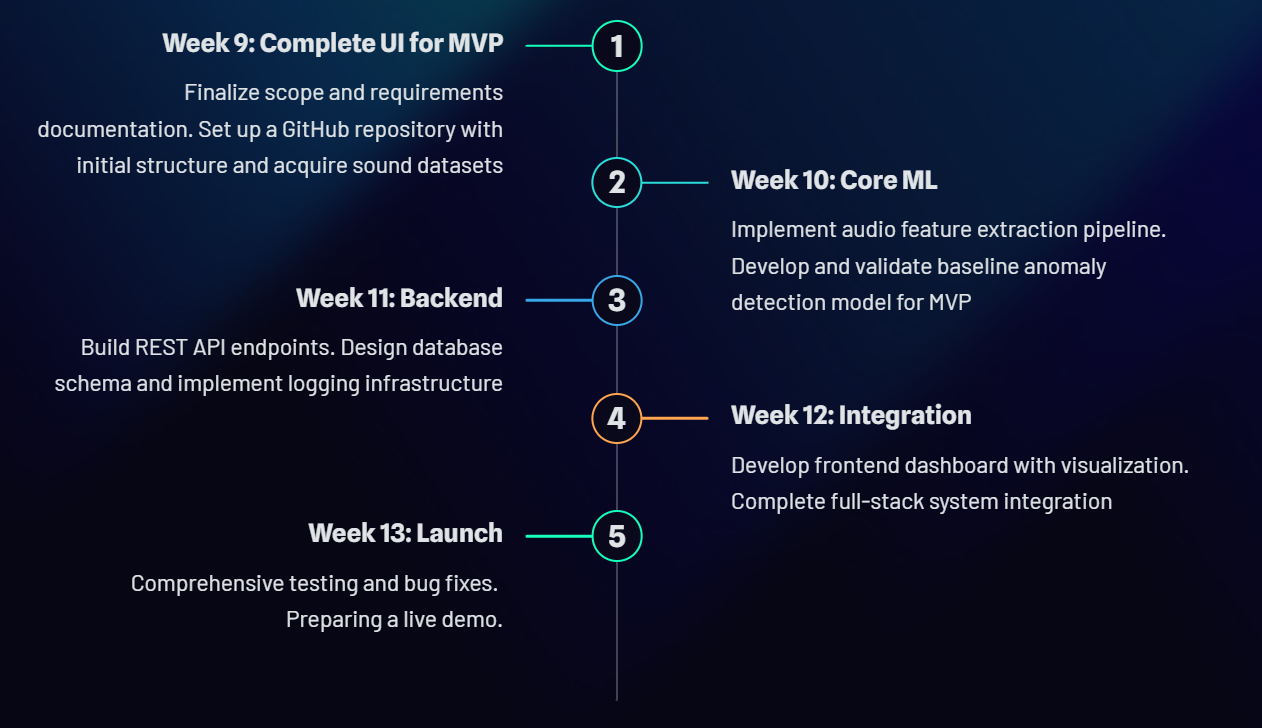 Week 9: Complete UI for MVP
1
Finalize scope and requirements
documentation. Set up a GitHub repository with
initial structure and acquire sound datasets
2
Week 10: Core ML
Implement audio feature extraction pipeline.
Develop and validate baseline anomaly
detection model for MVP
Week 11: Backend
3
Build REST API endpoints. Design database
schema and implement logging infrastructure
4
Week 12: Integration
Develop frontend dashboard with visualization.
Complete full-stack system integration
Week 13: Launch
5
Comprehensive testing and bug fixes.
Preparing a live demo.